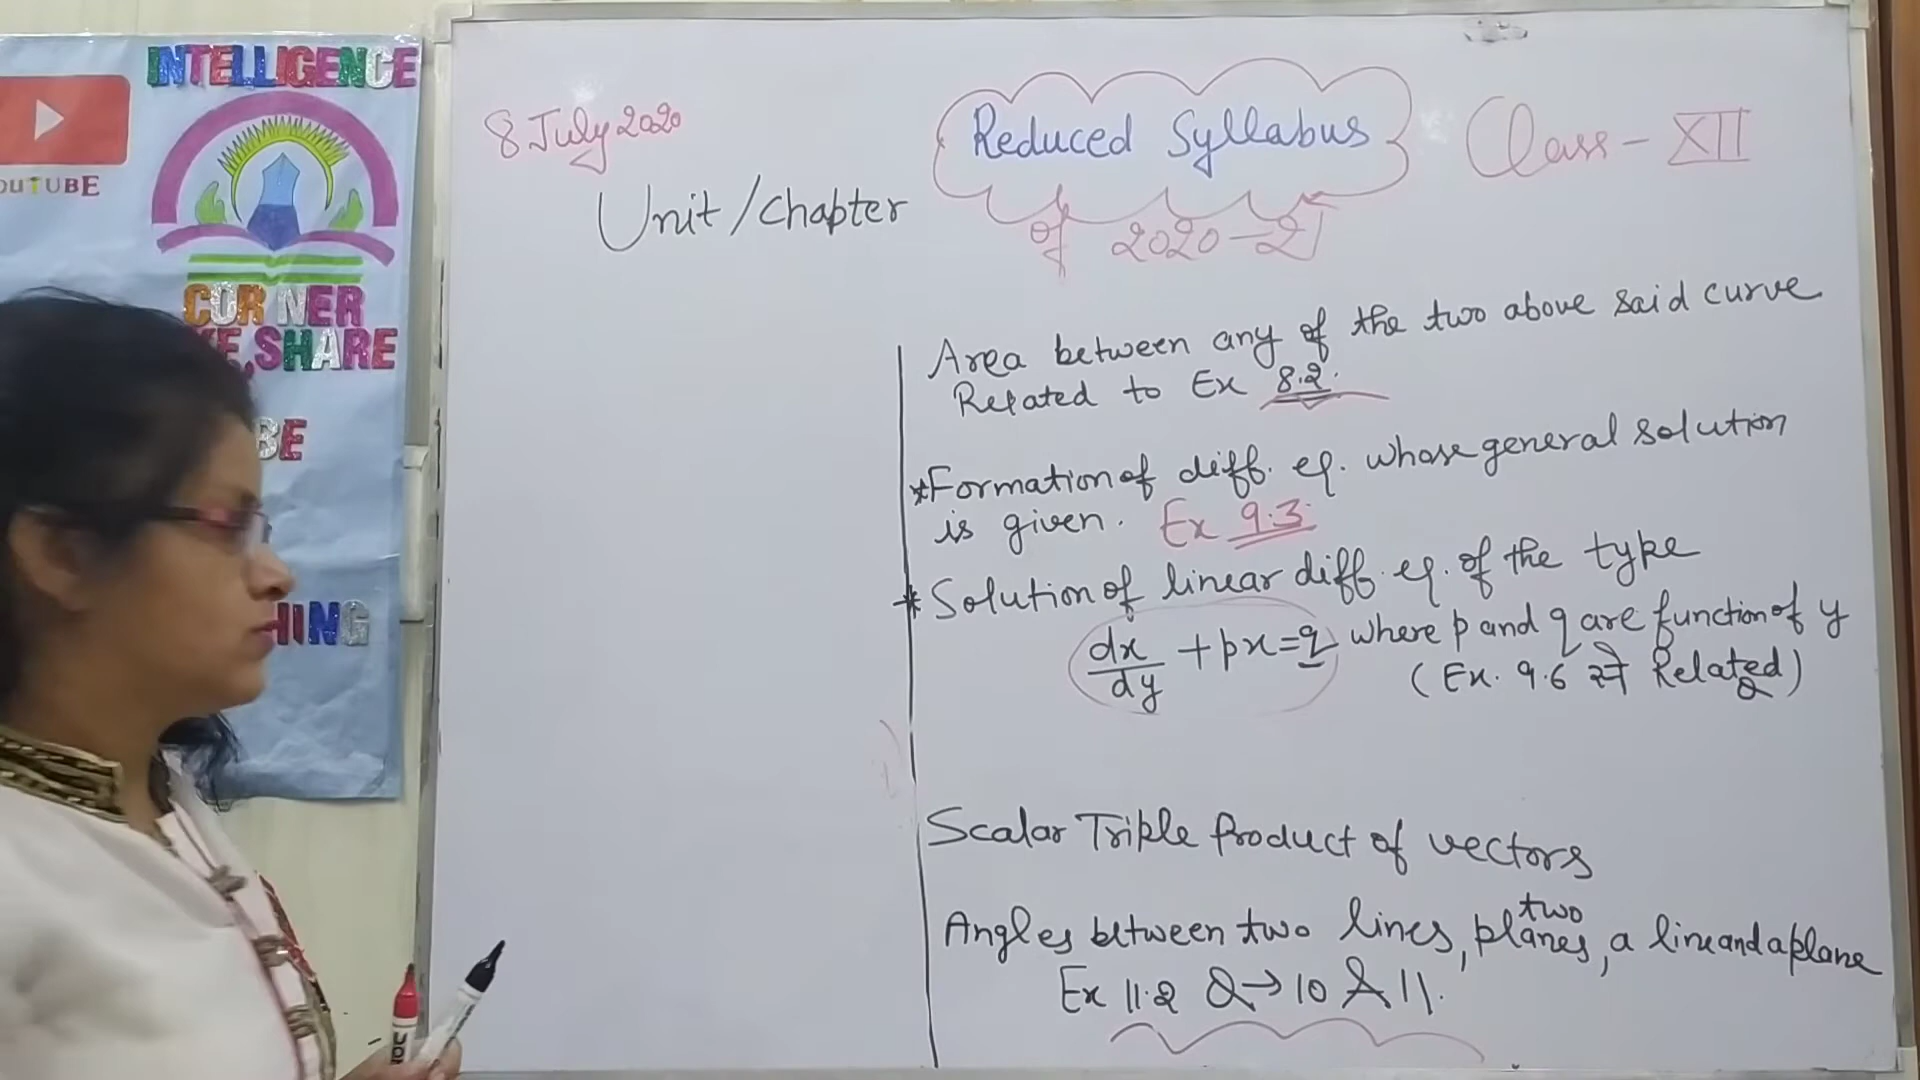 INTELLIGENCE
OUTUBE
CORNER
KE,SHARE
BE
HING
8 July 2020
Reduced Syllabus
of 2020-21
Class - XII
Unit/Chapter
Area between any of the two above said curve
Related to Ex 8.2.
*Formation of diff. eq. whose general solution
is given. Ex 9.3.
* Solution of linear diff. eq. of the type
dx/dy + px = q where p and q are function of y
(Ex. 9.6 से Related)
Scalar Triple Product of vectors
Angles between two lines, two planes, a line and a plane
Ex 11.2 Q→10 & 11.